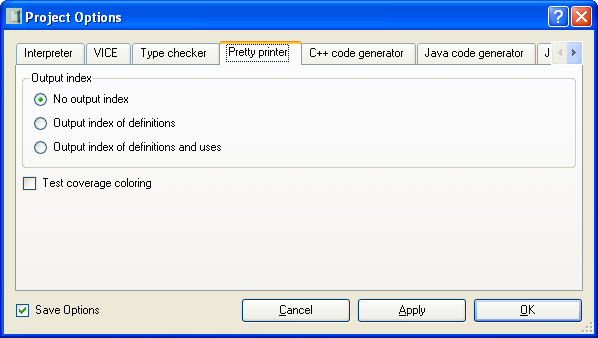 Project Options
Interpreter VICE Type checker Pretty printer C++ code generator Java code generator J
Output index
No output index
Output index of definitions
Output index of definitions and uses
Test coverage coloring
Save Options Cancel Apply OK